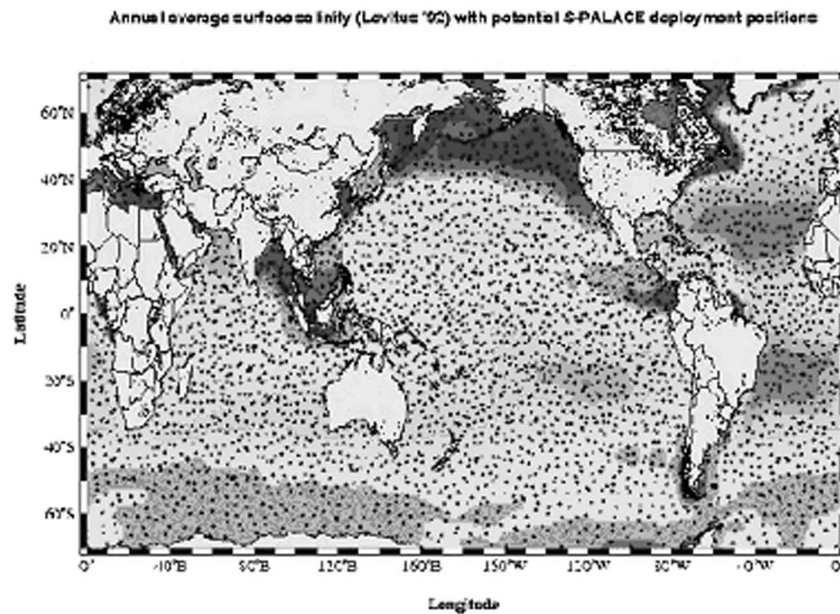 Annual average surface salinity (Levitus '92) with potential S-PALACE deployment positions
60°N
40°N
20°N
0°
20°S
40°S
60°S
Latitude
0° 40°E 80°E 120°E 160°E 160°W 120°W 80°W 40°W 0°
Longitude